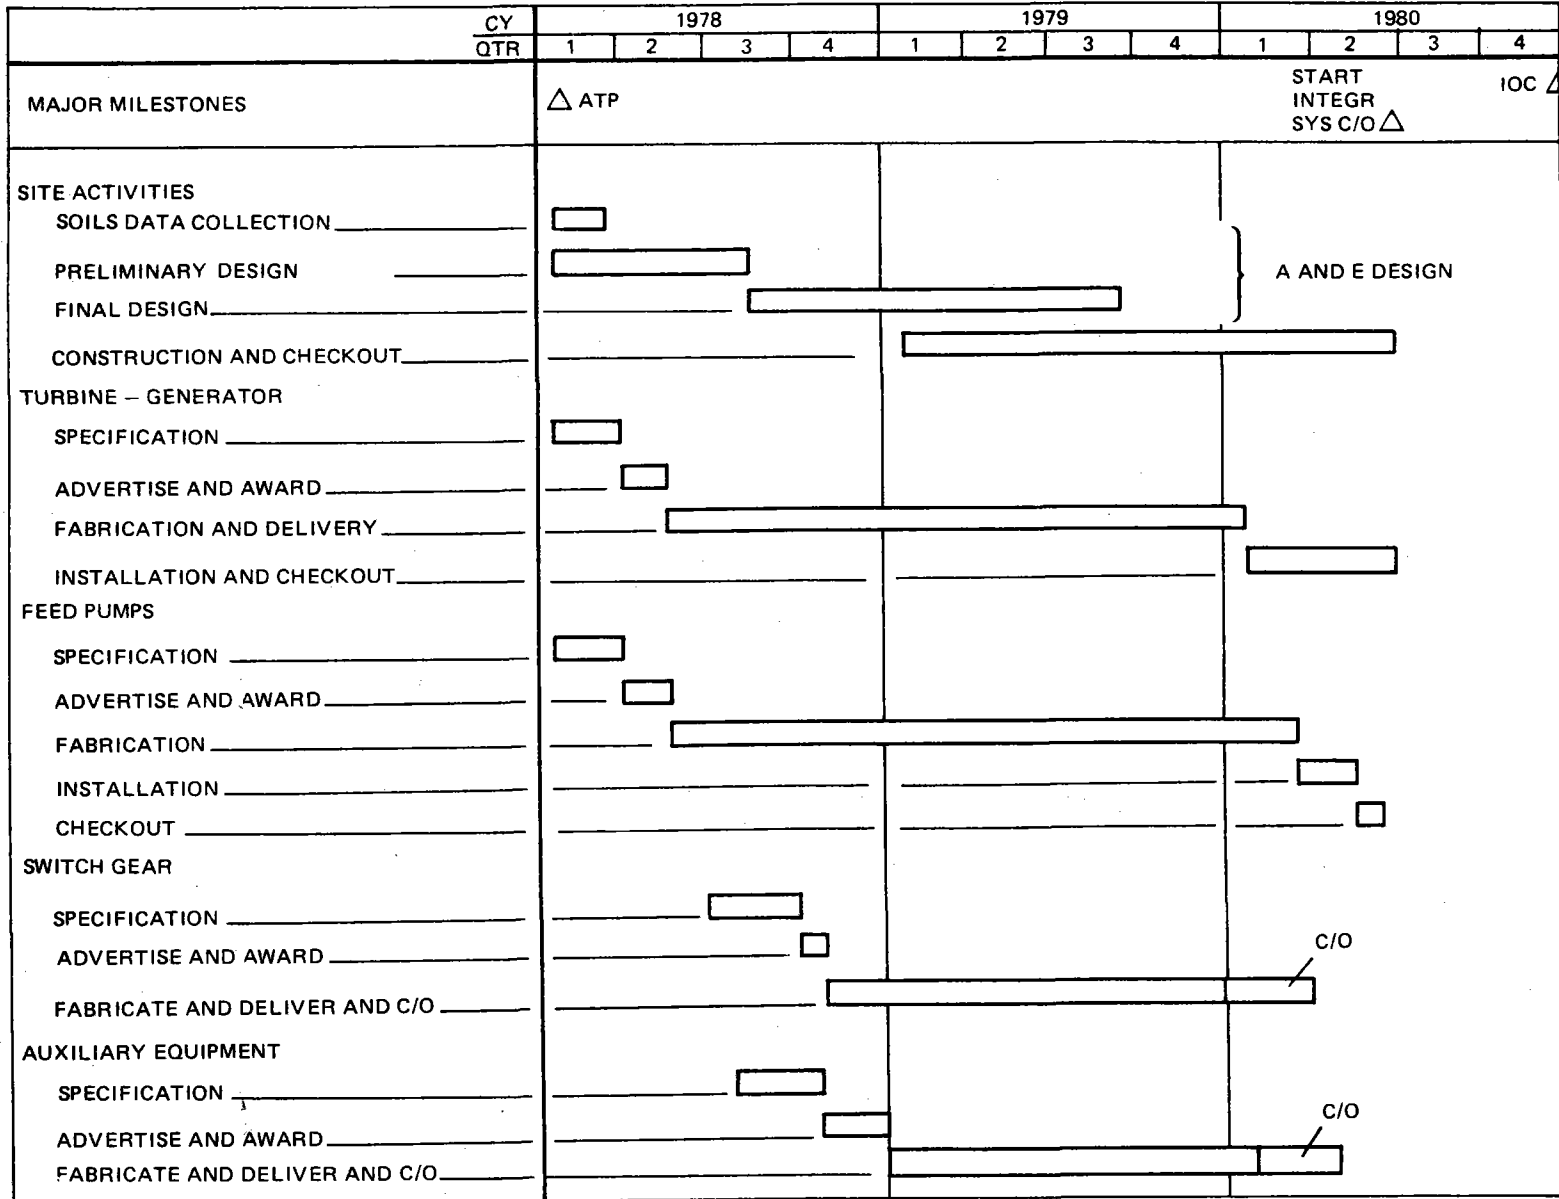 CY 1978 1979 1980
QTR 1 2 3 4 1 2 3 4 1 2 3 4
MAJOR MILESTONES
△ ATP
START
INTEGR
SYS C/O △
IOC △
SITE ACTIVITIES
SOILS DATA COLLECTION
PRELIMINARY DESIGN
A AND E DESIGN
FINAL DESIGN
CONSTRUCTION AND CHECKOUT
TURBINE – GENERATOR
SPECIFICATION
ADVERTISE AND AWARD
FABRICATION AND DELIVERY
INSTALLATION AND CHECKOUT
FEED PUMPS
SPECIFICATION
ADVERTISE AND AWARD
FABRICATION
INSTALLATION
CHECKOUT
SWITCH GEAR
SPECIFICATION
ADVERTISE AND AWARD
C/O
FABRICATE AND DELIVER AND C/O
AUXILIARY EQUIPMENT
SPECIFICATION
ADVERTISE AND AWARD
C/O
FABRICATE AND DELIVER AND C/O